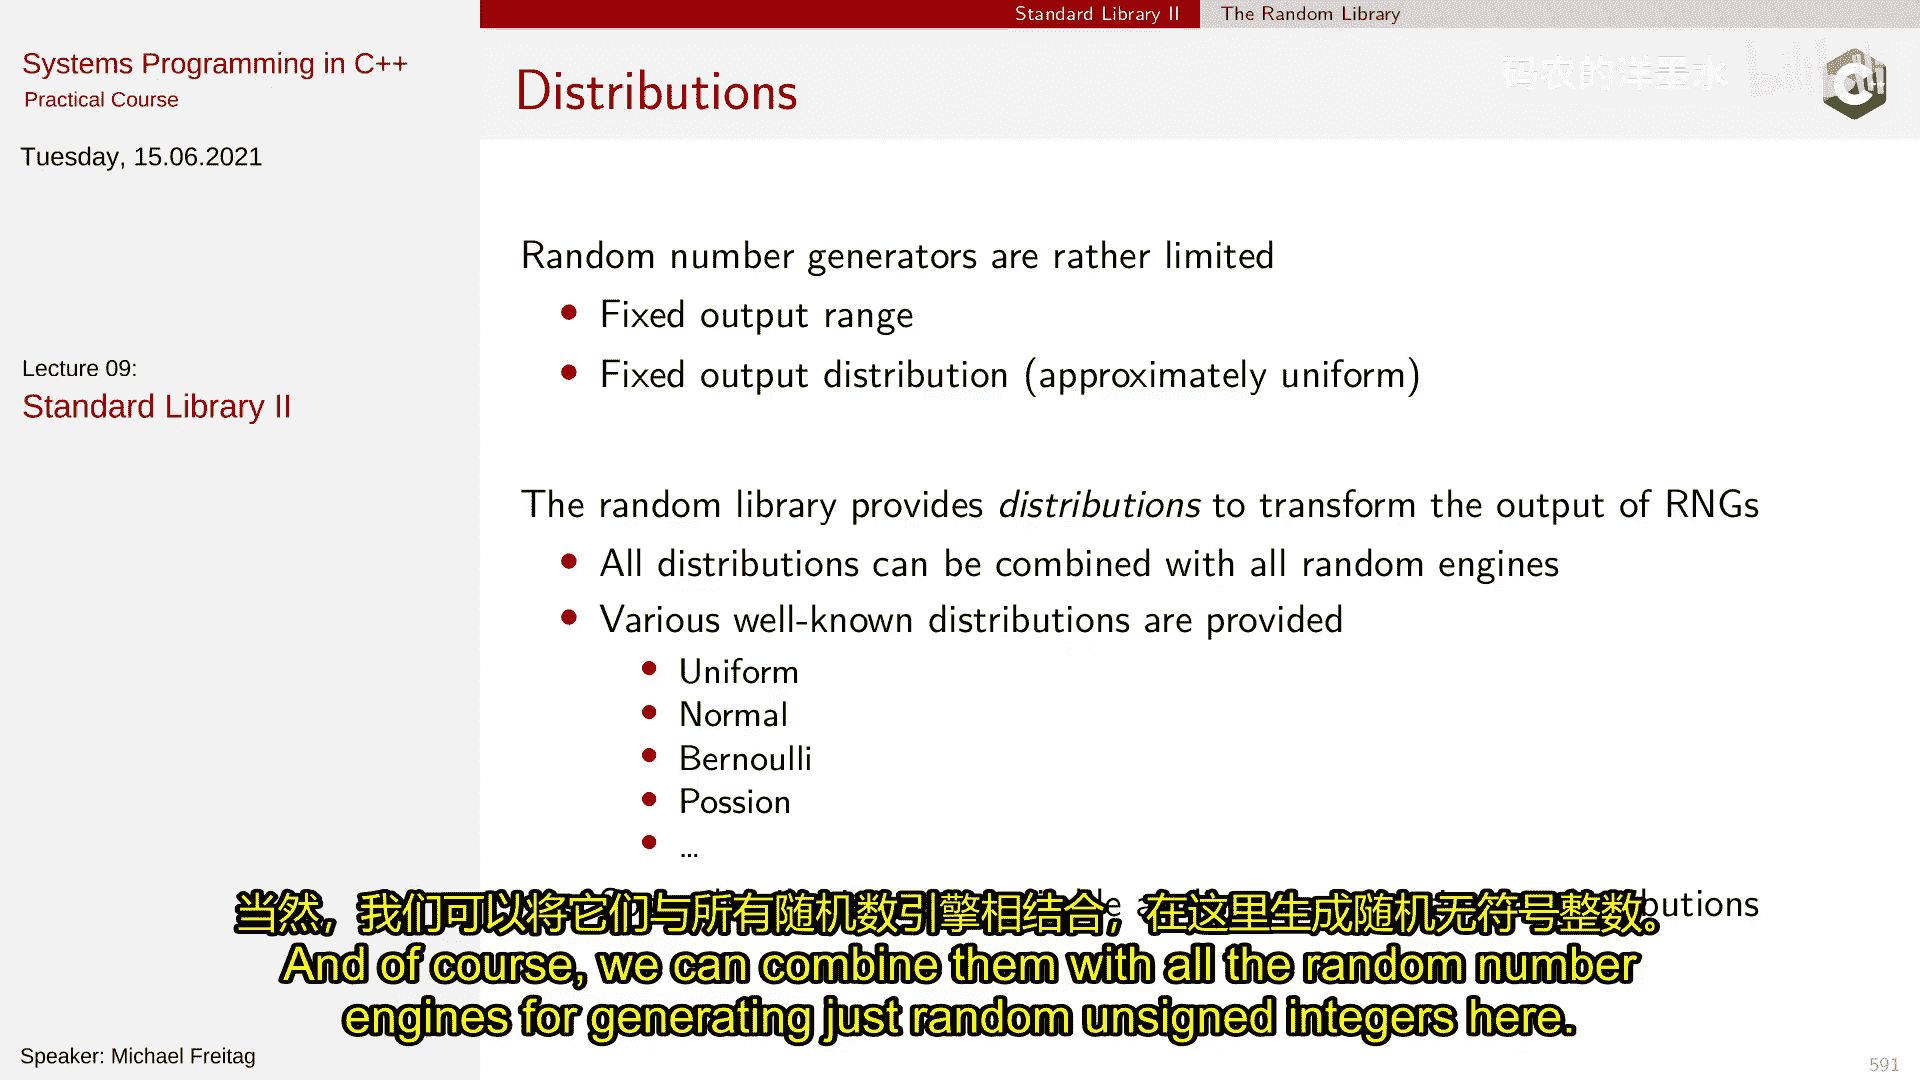 Standard Library II
The Random Library
Systems Programming in C++
Practical Course
Tuesday, 15.06.2021
Lecture 09:
Standard Library II
Distributions
码农的洋墨水
Random number generators are rather limited
Fixed output range
Fixed output distribution (approximately uniform)
The random library provides distributions to transform the output of RNGs
All distributions can be combined with all random engines
Various well-known distributions are provided
Uniform
Normal
Bernoulli
Possion
...
当然，我们可以将它们与所有随机数引擎相结合，在这里生成随机无符号整数。
And of course, we can combine them with all the random number
engines for generating just random unsigned integers here.
Speaker: Michael Freitag
591